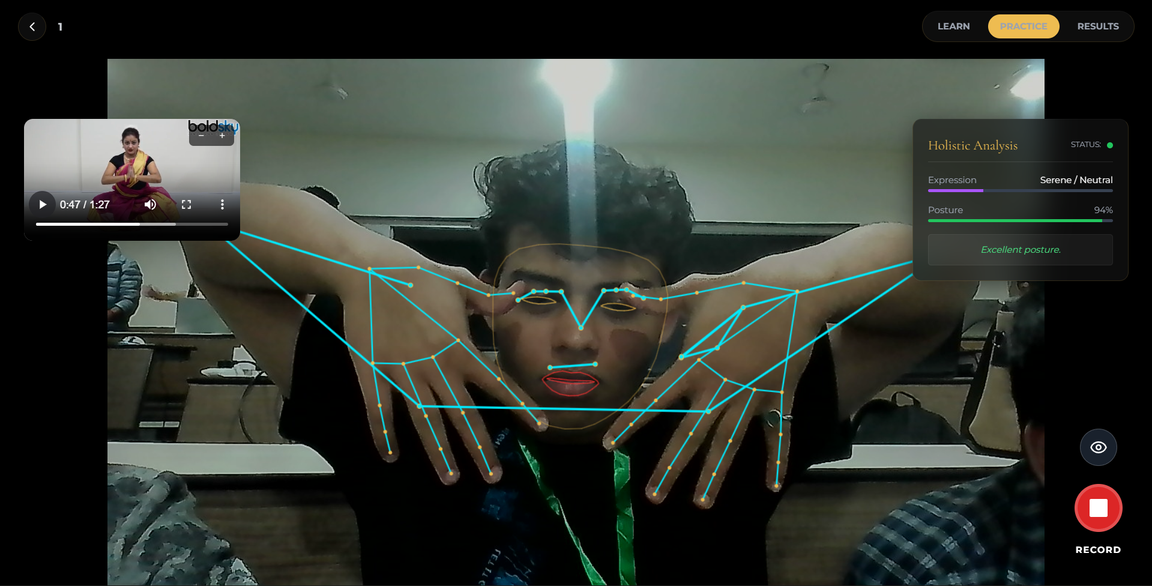 1
LEARN
PRACTICE
RESULTS
boldsky
− +
0:47 / 1:27
Holistic Analysis
STATUS:
Expression Serene / Neutral
Posture 94%
Excellent posture.
RECORD